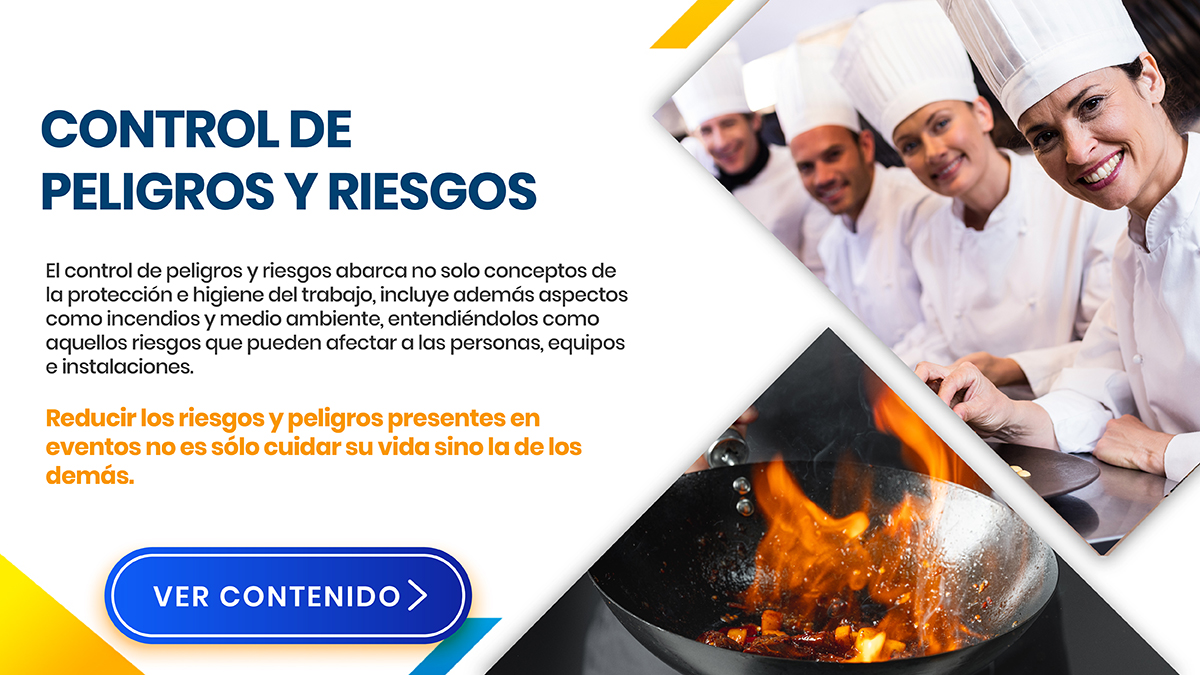 CONTROL DE
PELIGROS Y RIESGOS
El control de peligros y riesgos abarca no solo conceptos de
la protección e higiene del trabajo, incluye además aspectos
como incendios y medio ambiente, entendiéndolos como
aquellos riesgos que pueden afectar a las personas, equipos
e instalaciones.
Reducir los riesgos y peligros presentes en
eventos no es sólo cuidar su vida sino la de los
demás.
VER CONTENIDO